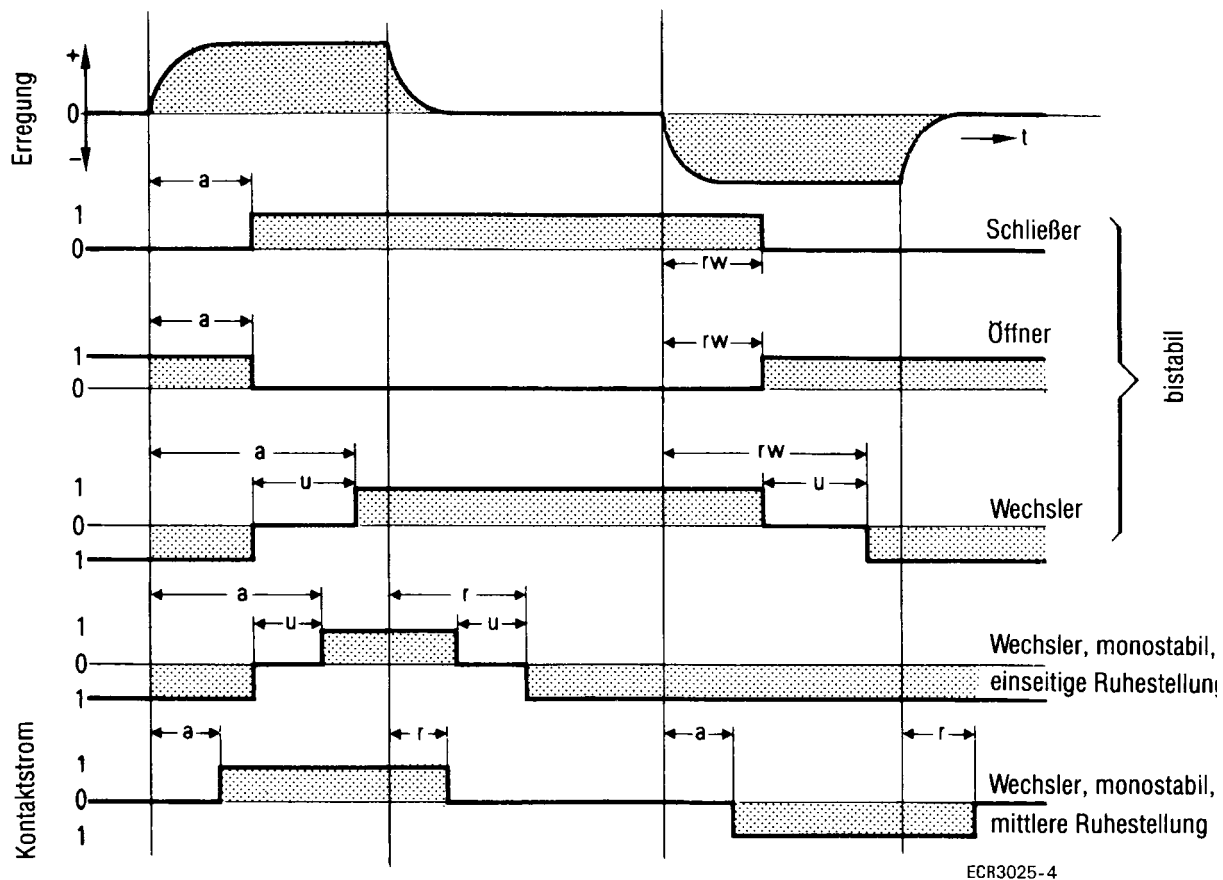 Erregung
+
0
–
t
a
1
0
Schließer
rw
a
rw
Öffner
1
0
bistabil
a
rw
u
u
1
0
1
Wechsler
a
r
u
u
1
0
1
Wechsler, monostabil,
einseitige Ruhestellung
a
r
a
r
Kontaktstrom
1
0
1
Wechsler, monostabil,
mittlere Ruhestellung
ECR3025-4